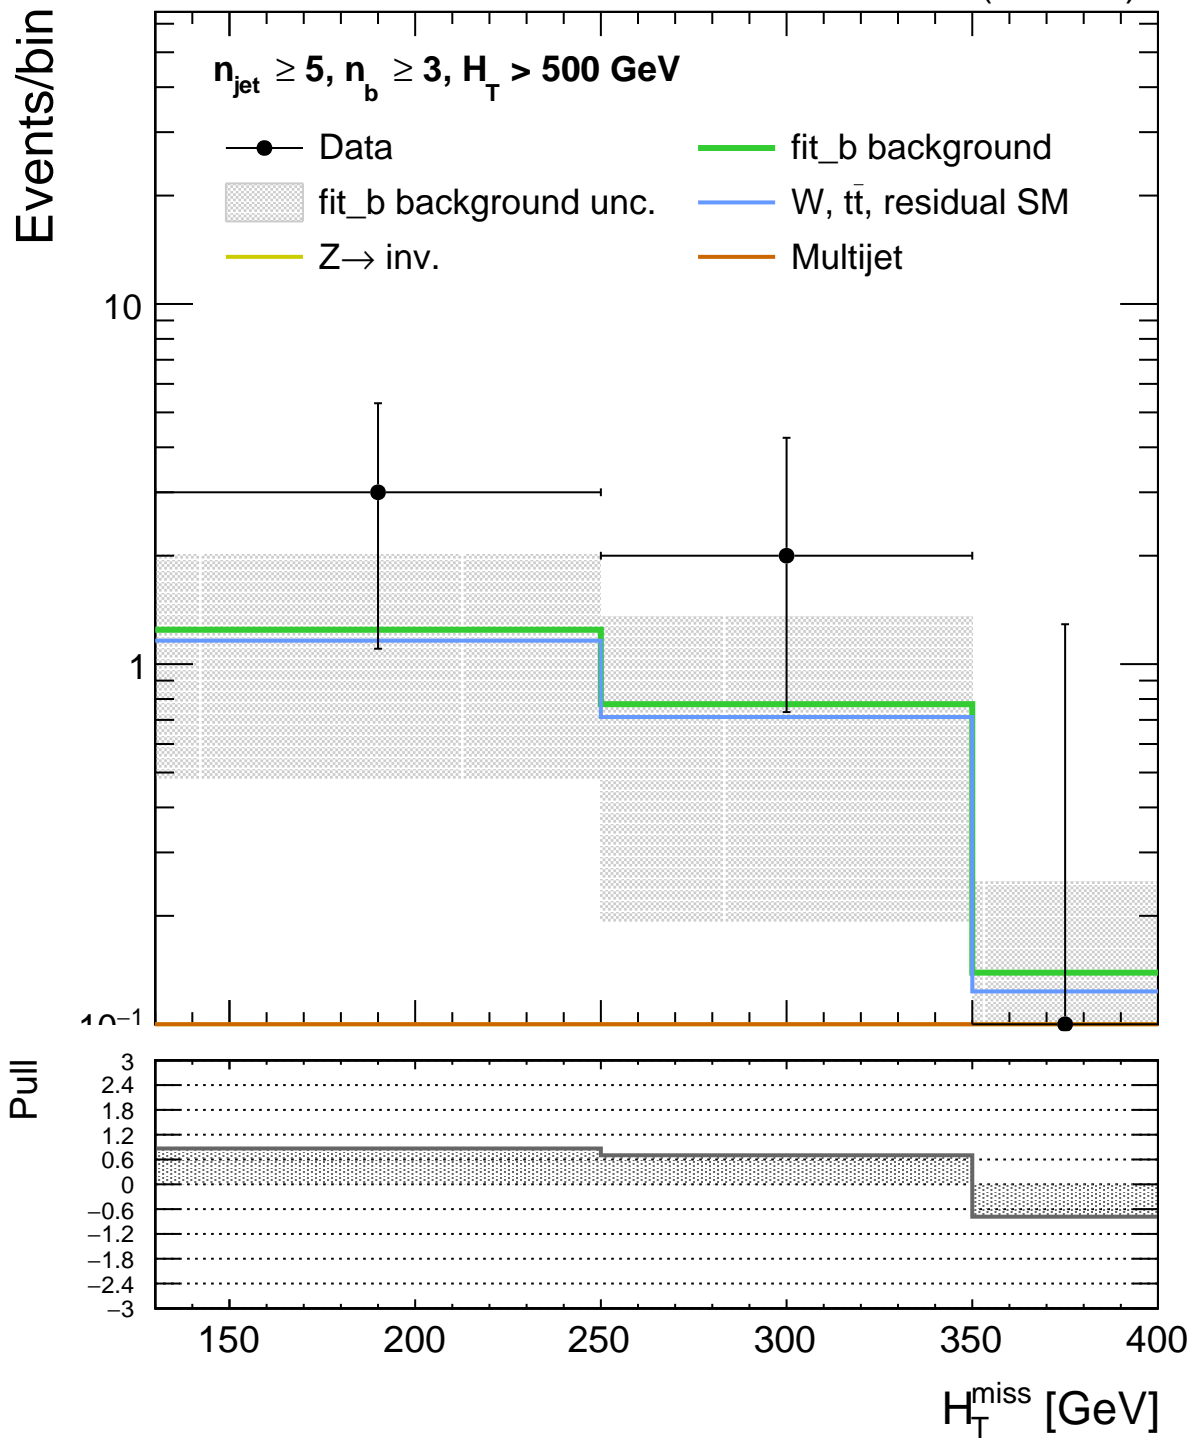 Events/bin
n_jet ≥ 5, n_b ≥ 3, H_T > 500 GeV
Data
fit_b background
fit_b background unc.
W, tt̄, residual SM
Z→ inv.
Multijet
10
1
10⁻¹
Pull
3
2.4
1.8
1.2
0.6
0
−0.6
−1.2
−1.8
−2.4
−3
150 200 250 300 350 400
H_T^miss [GeV]